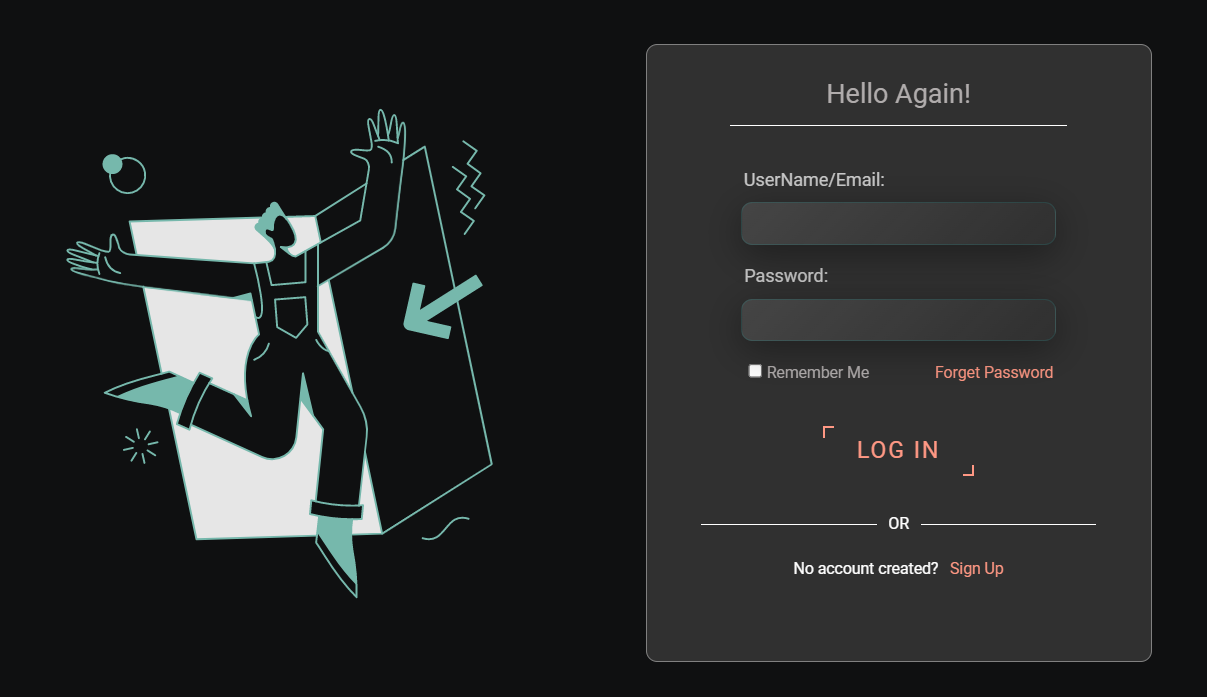 Hello Again!
UserName/Email:
Password:
Remember Me Forget Password
LOG IN
OR
No account created? Sign Up